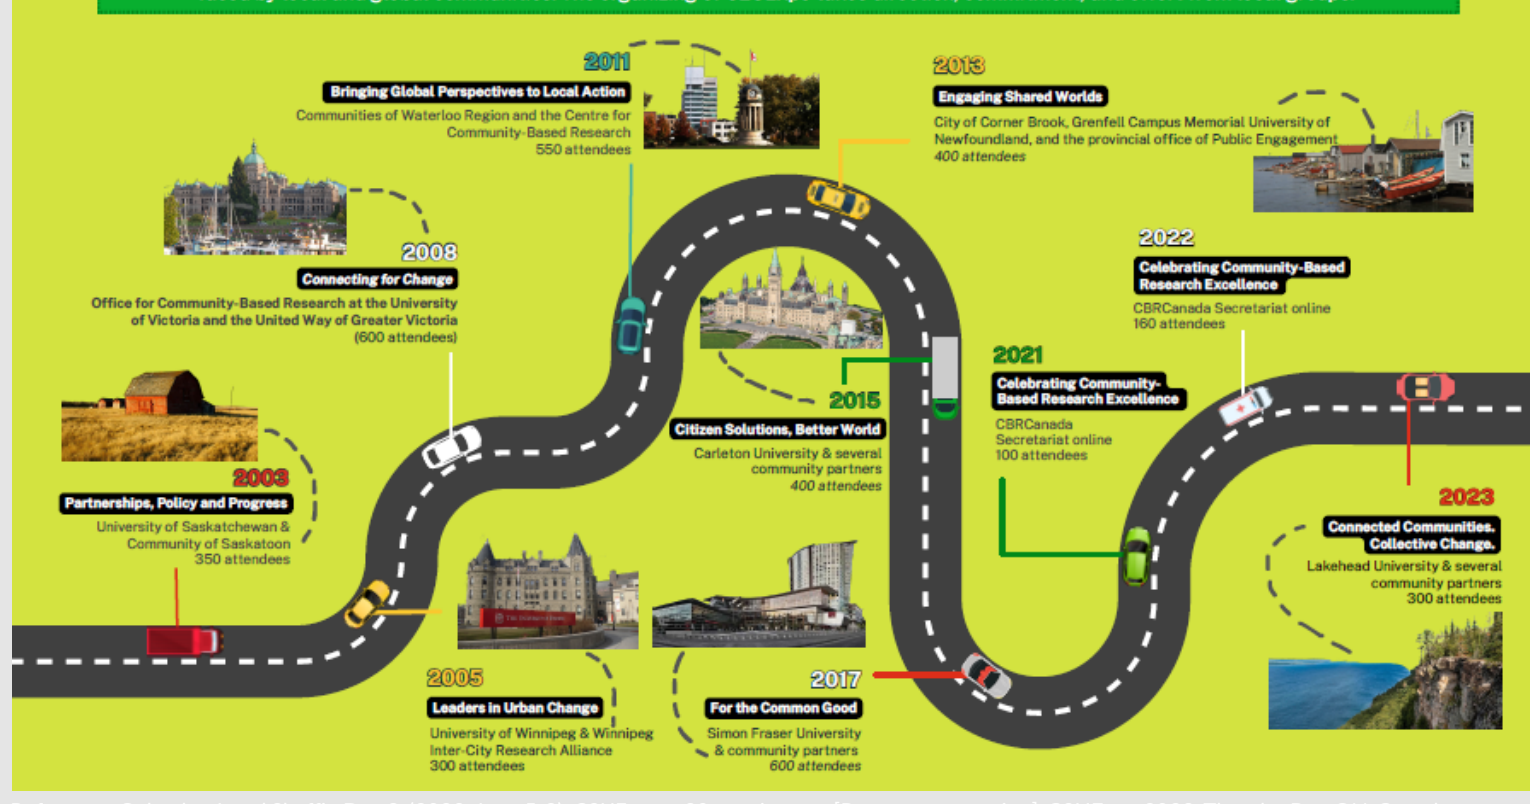 2003
Partnerships, Policy and Progress
University of Saskatchewan &
Community of Saskatoon
350 attendees
2005
Leaders in Urban Change
University of Winnipeg & Winnipeg
Inter-City Research Alliance
300 attendees
2008
Connecting for Change
Office for Community-Based Research at the University
of Victoria and the United Way of Greater Victoria
(600 attendees)
2011
Bringing Global Perspectives to Local Action
Communities of Waterloo Region and the Centre for
Community-Based Research
550 attendees
2013
Engaging Shared Worlds
City of Corner Brook, Grenfell Campus Memorial University of
Newfoundland, and the provincial office of Public Engagement
400 attendees
2015
Citizen Solutions, Better World
Carleton University & several
community partners
400 attendees
2017
For the Common Good
Simon Fraser University
& community partners
600 attendees
2021
Celebrating Community-
Based Research Excellence
CBRCanada
Secretariat online
100 attendees
2022
Celebrating Community-Based
Research Excellence
CBRCanada Secretariat online
160 attendees
2023
Connected Communities.
Collective Change.
Lakehead University & several
community partners
300 attendees